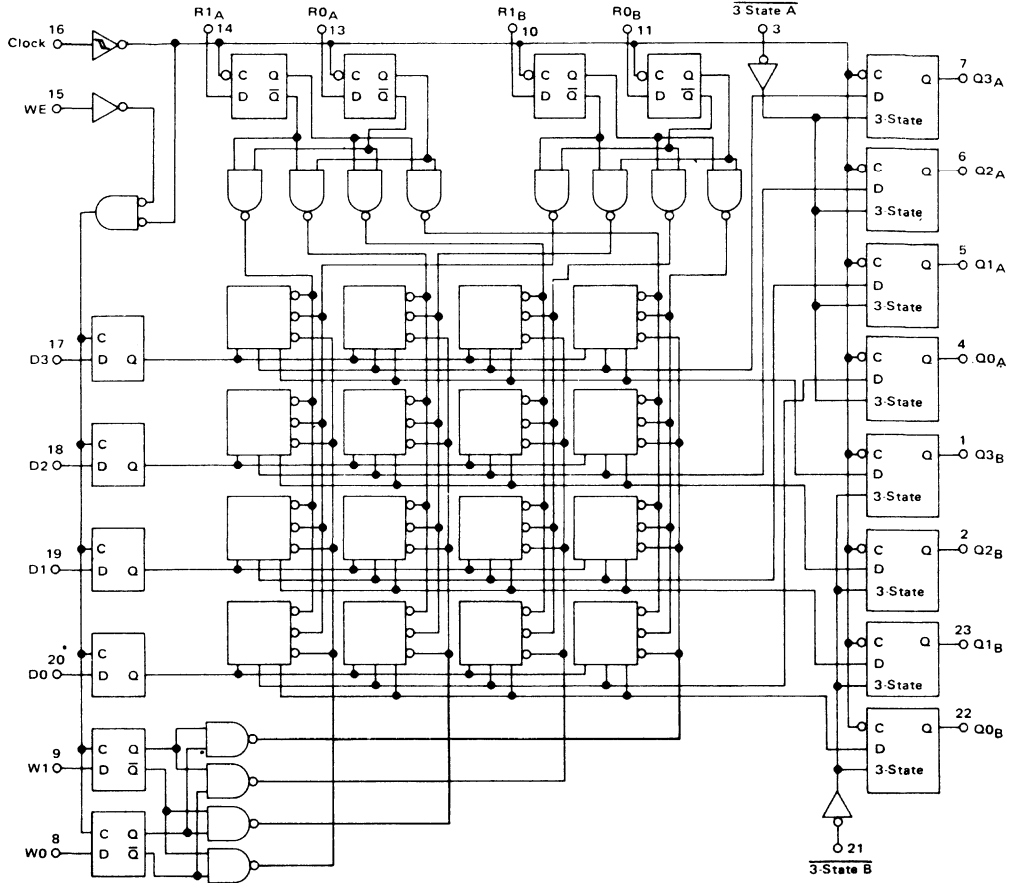 R1A R0A R1B R0B 3 State A
16 14 13 10 11 3
Clock
15
WE
C Q C Q C Q C Q
D Q̅ D Q̅ D Q̅ D Q̅
C Q 7 Q3A
D
3-State
C Q 6 Q2A
D
3-State
C Q 5 Q1A
D
3-State
17 C
D3 D Q
C Q 4 Q0A
D
3-State
18 C
D2 D Q
C Q 1 Q3B
D
3-State
19 C
D1 D Q
C Q 2 Q2B
D
3-State
20 C
D0 D Q
C Q 23 Q1B
D
3-State
9 C Q
W1 D Q̅
C Q 22 Q0B
D
3-State
8 C Q
W0 D Q̅
21
3-State B